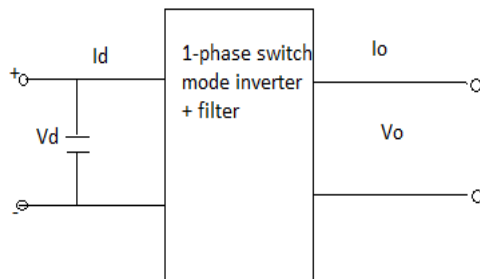 Id
1-phase switch
mode inverter
+ filter
Io
+
Vd
Vo
-